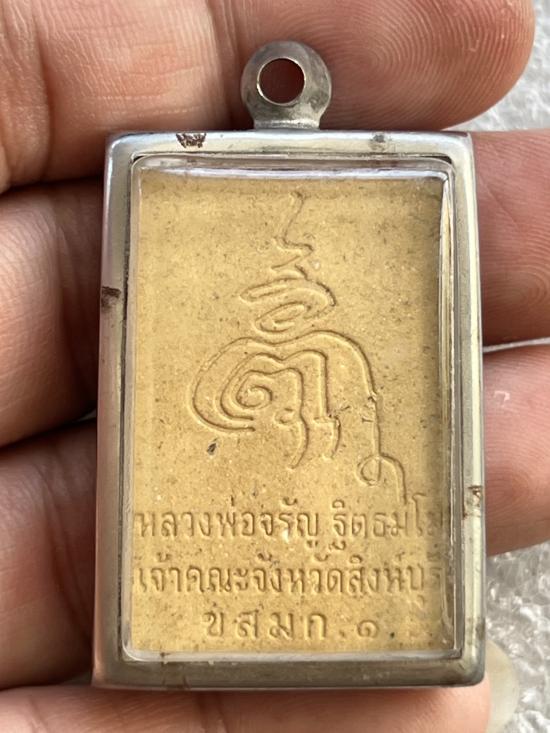 หลวงพ่อจรัญ ฐิตธมฺโม
เจ้าคณะจังหวัดสิงหบุรี
ขสมก.๑